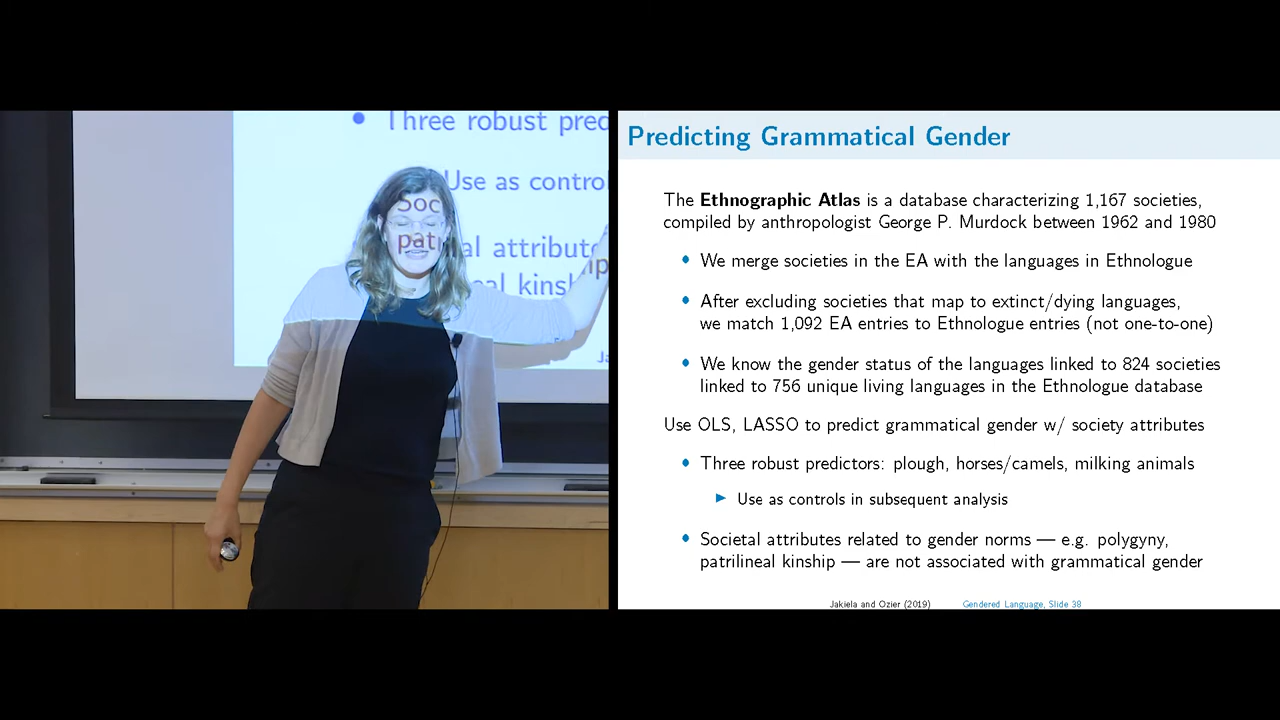 Three robust pred
Use as contro
Soc
pat
al attribute
eal kinsh
ip
Ja
Predicting Grammatical Gender
The Ethnographic Atlas is a database characterizing 1,167 societies,
compiled by anthropologist George P. Murdock between 1962 and 1980
We merge societies in the EA with the languages in Ethnologue
After excluding societies that map to extinct/dying languages,
we match 1,092 EA entries to Ethnologue entries (not one-to-one)
We know the gender status of the languages linked to 824 societies
linked to 756 unique living languages in the Ethnologue database
Use OLS, LASSO to predict grammatical gender w/ society attributes
Three robust predictors: plough, horses/camels, milking animals
Use as controls in subsequent analysis
Societal attributes related to gender norms — e.g. polygyny,
patrilineal kinship — are not associated with grammatical gender
Jakiela and Ozier (2019) Gendered Language, Slide 38